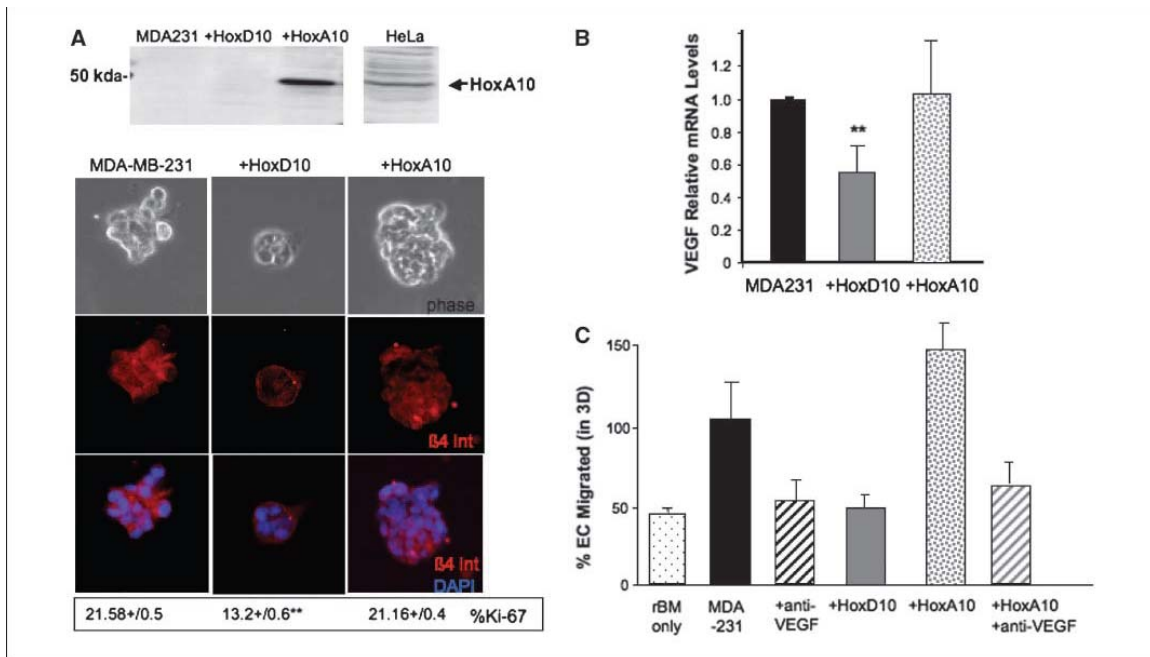 A
MDA231 +HoxD10 +HoxA10 HeLa
50 kda-
HoxA10
MDA-MB-231 +HoxD10 +HoxA10
phase
ß4 Int
ß4 Int
DAPI
21.58+/0.5 13.2+/0.6** 21.16+/0.4 %Ki-67
B
VEGF Relative mRNA Levels
1.2
1.0
0.8
0.6
0.4
0.2
0
**
MDA231 +HoxD10 +HoxA10
C
% EC Migrated (in 3D)
150
100
50
0
rBM only
MDA -231
+anti- VEGF
+HoxD10
+HoxA10
+HoxA10 +anti-VEGF